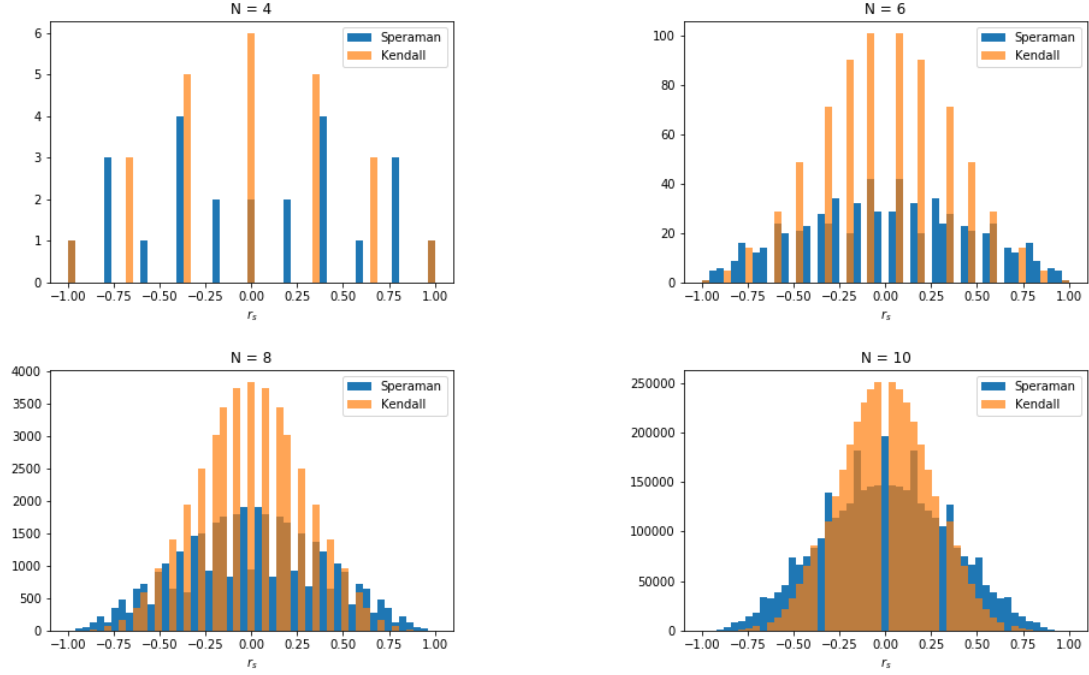 N = 4
6
5
4
3
2
1
0
Speraman
Kendall
−1.00 −0.75 −0.50 −0.25 0.00 0.25 0.50 0.75 1.00
r_s
N = 6
100
80
60
40
20
0
Speraman
Kendall
−1.00 −0.75 −0.50 −0.25 0.00 0.25 0.50 0.75 1.00
r_s
N = 8
4000
3500
3000
2500
2000
1500
1000
500
0
Speraman
Kendall
−1.00 −0.75 −0.50 −0.25 0.00 0.25 0.50 0.75 1.00
r_s
N = 10
250000
200000
150000
100000
50000
0
Speraman
Kendall
−1.00 −0.75 −0.50 −0.25 0.00 0.25 0.50 0.75 1.00
r_s